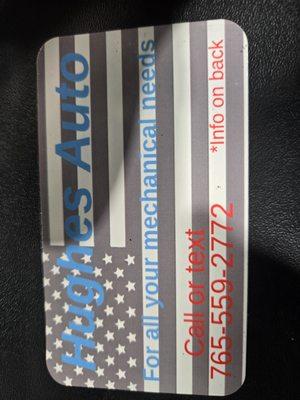 Hughes Auto
For all your mechanical needs
Call or text
765-559-2772
*Info on back